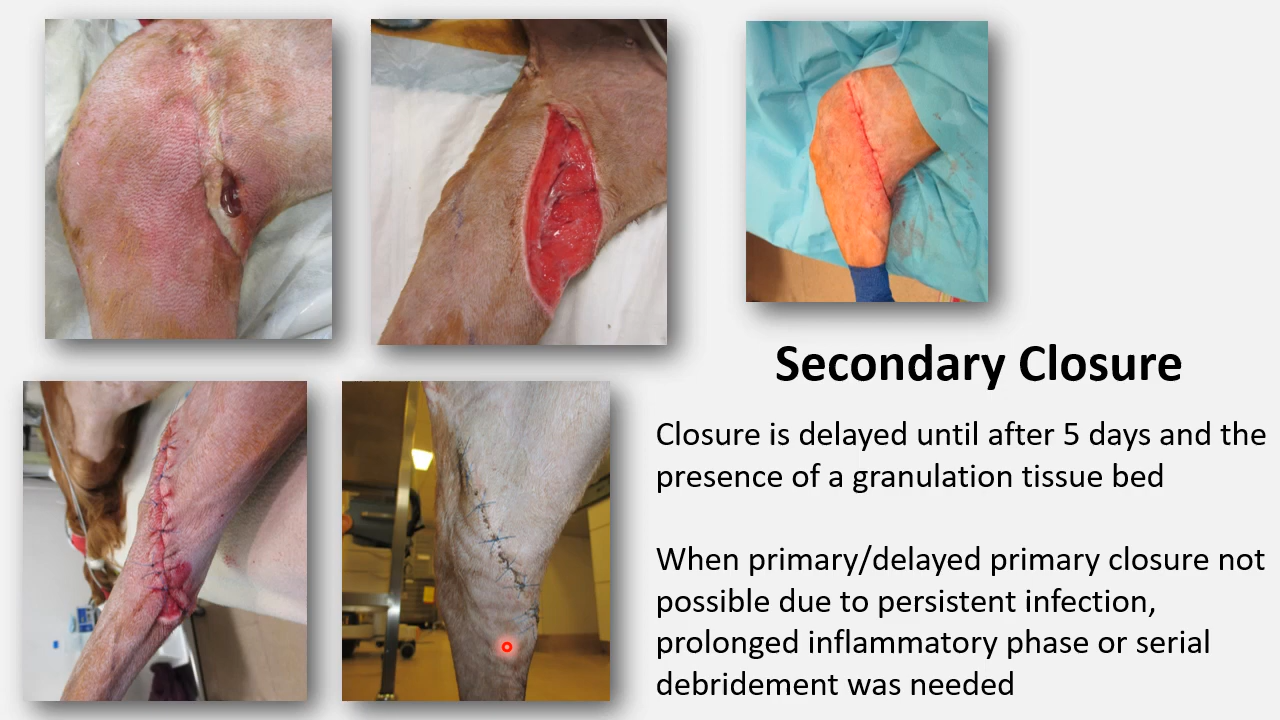 Secondary Closure
Closure is delayed until after 5 days and the
presence of a granulation tissue bed
When primary/delayed primary closure not
possible due to persistent infection,
prolonged inflammatory phase or serial
debridement was needed